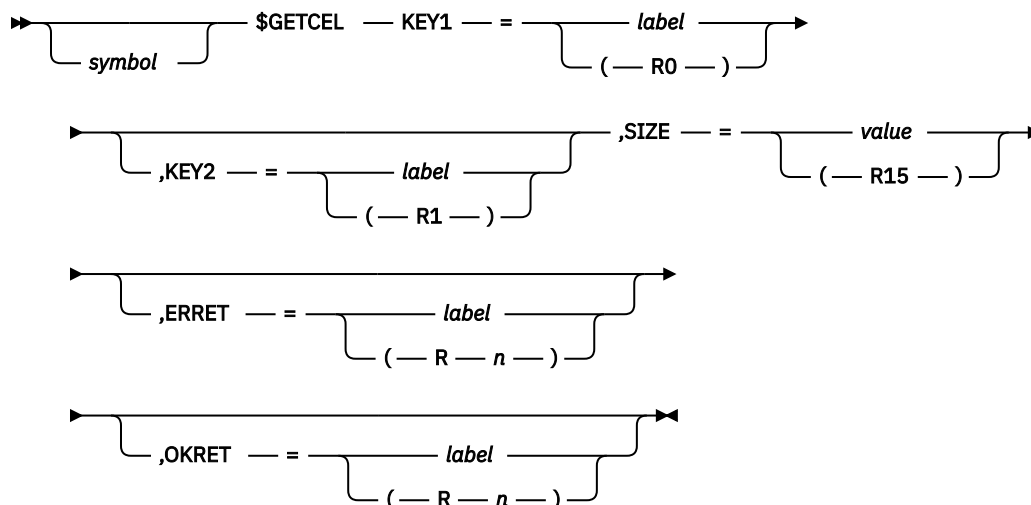 $GETCEL KEY1 = label
symbol ( R0 )
,SIZE = value
,KEY2 = label ( R15 )
( R1 )
,ERRET = label
( R n )
,OKRET = label
( R n )